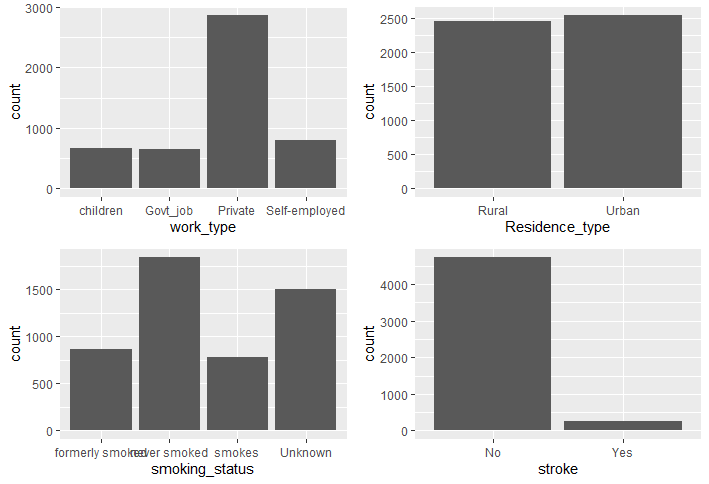 count
3000
2000
1000
0
children Govt_job Private Self-employed
work_type
count
2500
2000
1500
1000
500
0
Rural Urban
Residence_type
count
1500
1000
500
0
formerly smoked never smoked smokes Unknown
smoking_status
count
4000
3000
2000
1000
0
No Yes
stroke